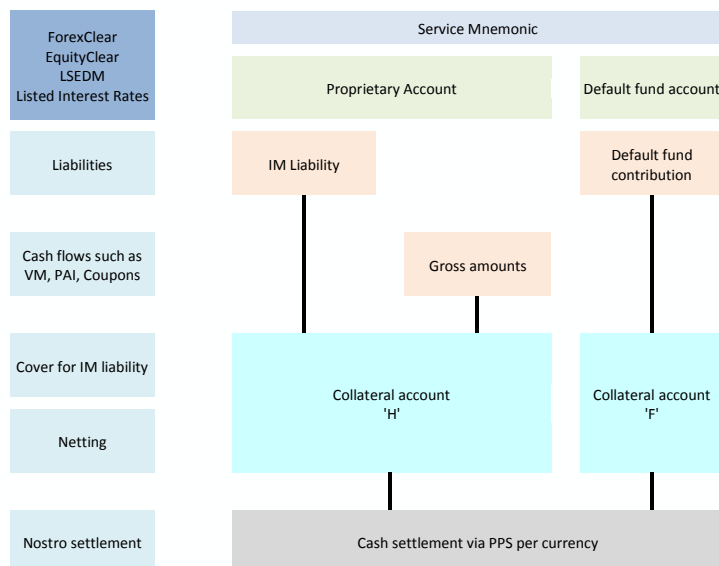 ForexClear
EquityClear
LSEDM
Listed Interest Rates
Service Mnemonic
Proprietary Account
Default fund account
Liabilities
IM Liability
Default fund
contribution
Cash flows such as
VM, PAI, Coupons
Gross amounts
Cover for IM liability
Collateral account
'H'
Collateral account
'F'
Netting
Nostro settlement
Cash settlement via PPS per currency